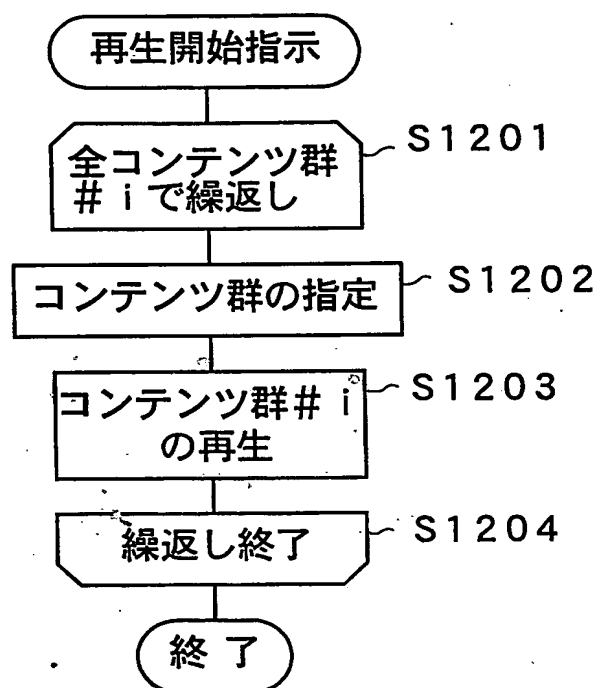 再生開始指示
全コンテンツ群
＃ｉで繰返し
Ｓ１２０１
コンテンツ群の指定
Ｓ１２０２
コンテンツ群＃ｉ
の再生
Ｓ１２０３
繰返し終了
Ｓ１２０４
終 了